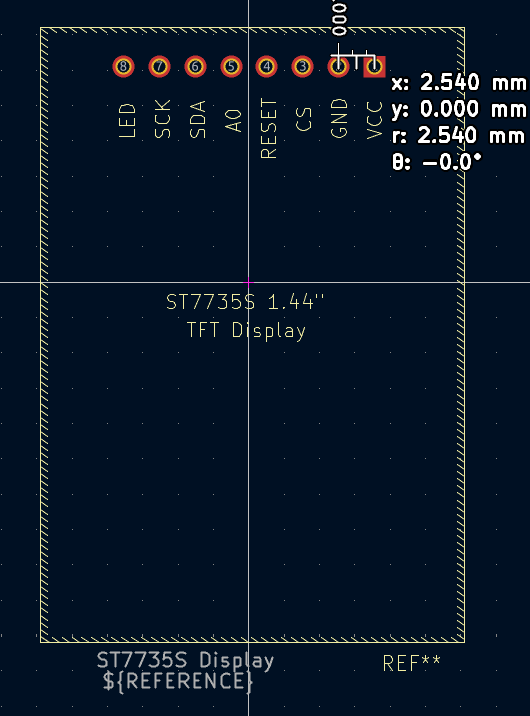 000
8 7 6 5 4 3
LED SCK SDA A0 RESET CS GND VCC
x: 2.540 mm
y: 0.000 mm
r: 2.540 mm
θ: −0.0°
ST7735S 1.44''
TFT Display
ST7735S Display
${REFERENCE}
REF**